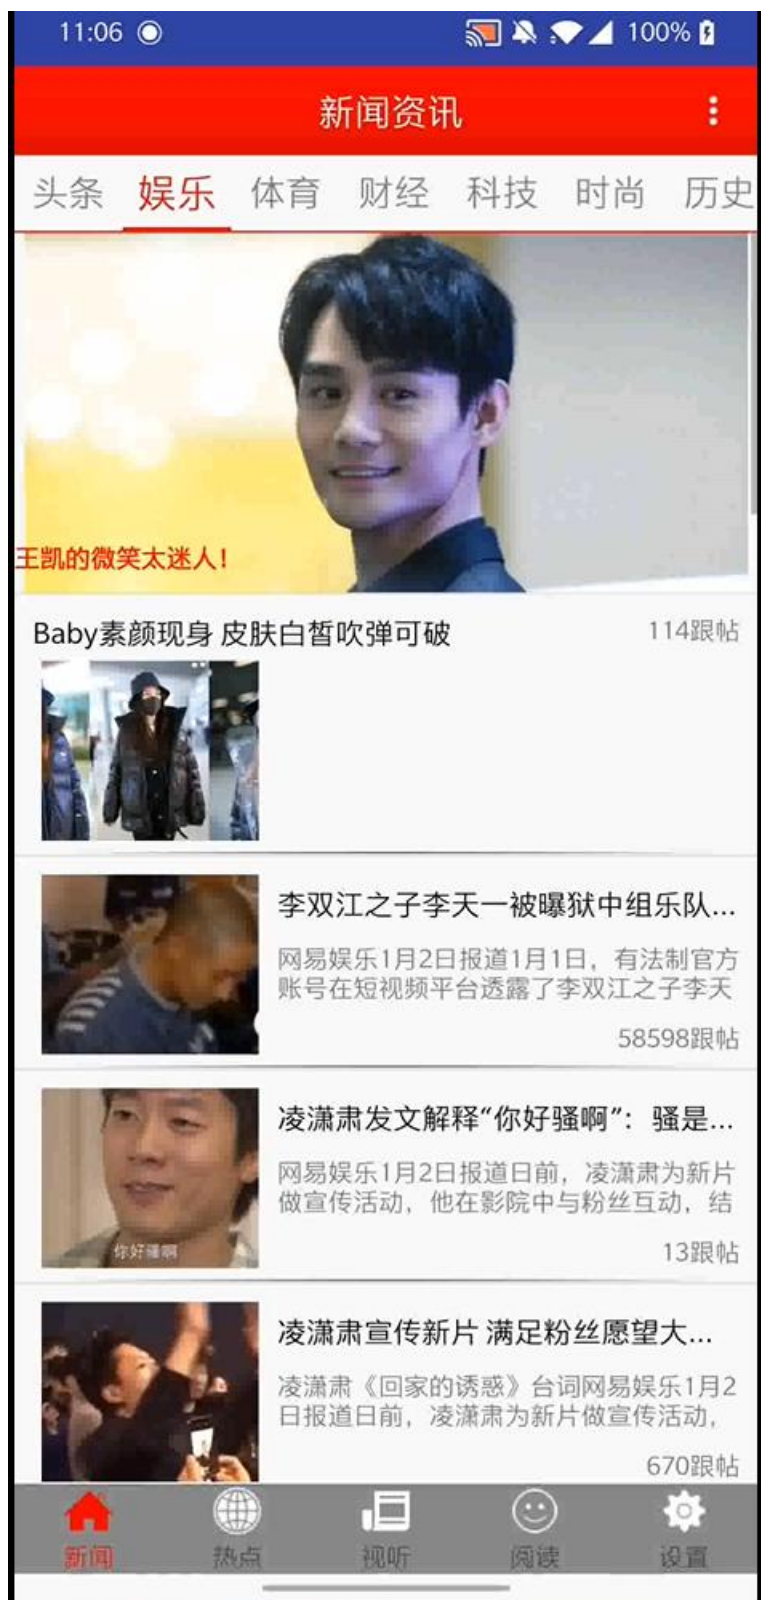 11:06
100%
新闻资讯
头条 娱乐 体育 财经 科技 时尚 历史
王凯的微笑太迷人！
Baby素颜现身 皮肤白皙吹弹可破
114跟帖
李双江之子李天一被曝狱中组乐队...
网易娱乐1月2日报道1月1日，有法制官方
账号在短视频平台透露了李双江之子李天
58598跟帖
凌潇肃发文解释“你好骚啊”：骚是...
网易娱乐1月2日报道日前，凌潇肃为新片
做宣传活动，他在影院中与粉丝互动，结
你好骚啊
13跟帖
凌潇肃宣传新片 满足粉丝愿望大...
凌潇肃《回家的诱惑》台词网易娱乐1月2
日报道日前，凌潇肃为新片做宣传活动，
670跟帖
新闻 热点 视听 阅读 设置